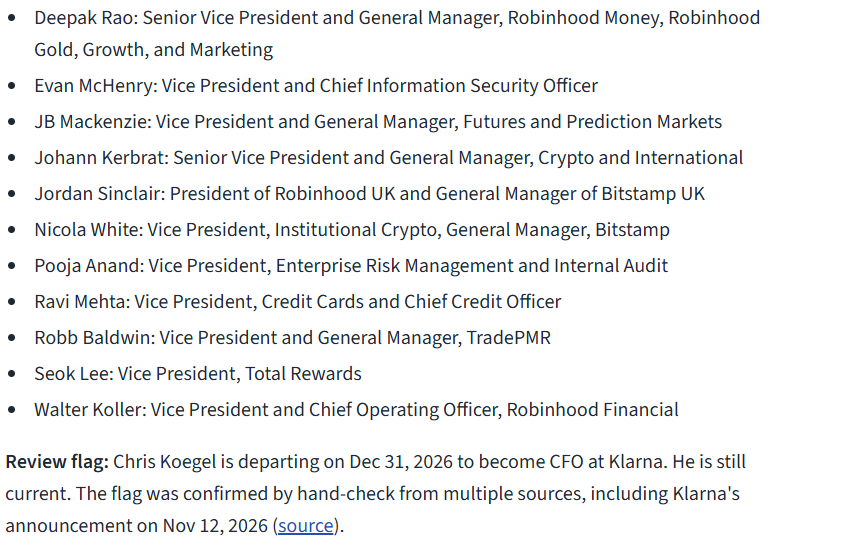 • Deepak Rao: Senior Vice President and General Manager, Robinhood Money, Robinhood
Gold, Growth, and Marketing
• Evan McHenry: Vice President and Chief Information Security Officer
• JB Mackenzie: Vice President and General Manager, Futures and Prediction Markets
• Johann Kerbrat: Senior Vice President and General Manager, Crypto and International
• Jordan Sinclair: President of Robinhood UK and General Manager of Bitstamp UK
• Nicola White: Vice President, Institutional Crypto, General Manager, Bitstamp
• Pooja Anand: Vice President, Enterprise Risk Management and Internal Audit
• Ravi Mehta: Vice President, Credit Cards and Chief Credit Officer
• Robb Baldwin: Vice President and General Manager, TradePMR
• Seok Lee: Vice President, Total Rewards
• Walter Koller: Vice President and Chief Operating Officer, Robinhood Financial
Review flag: Chris Koegel is departing on Dec 31, 2026 to become CFO at Klarna. He is still
current. The flag was confirmed by hand-check from multiple sources, including Klarna's
announcement on Nov 12, 2026 (source).